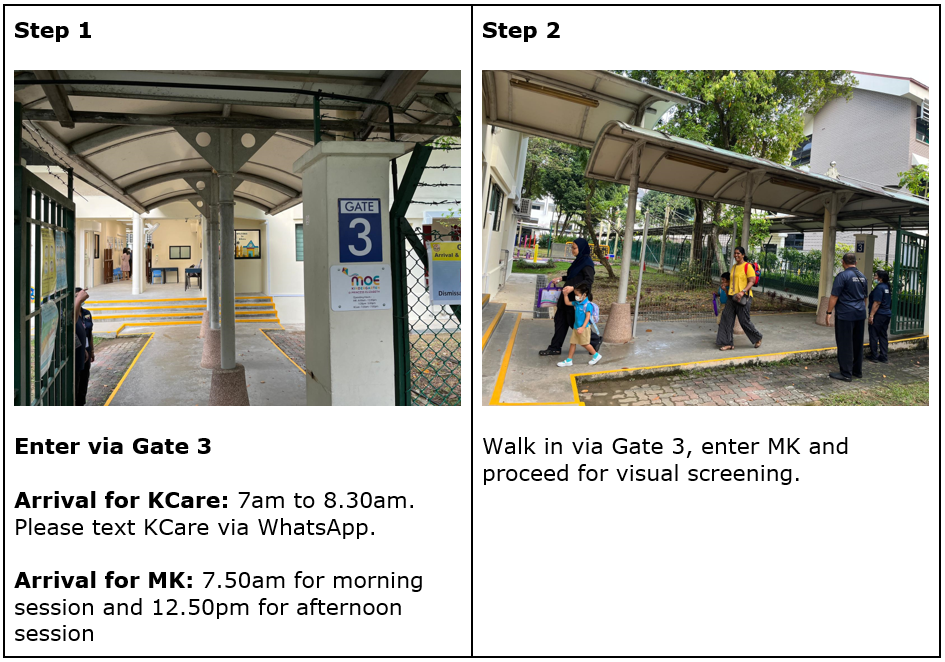 Step 1
GATE
3
moe
Enter via Gate 3
Arrival for KCare: 7am to 8.30am.
Please text KCare via WhatsApp.
Arrival for MK: 7.50am for morning
session and 12.50pm for afternoon
session
Step 2
3
Walk in via Gate 3, enter MK and
proceed for visual screening.